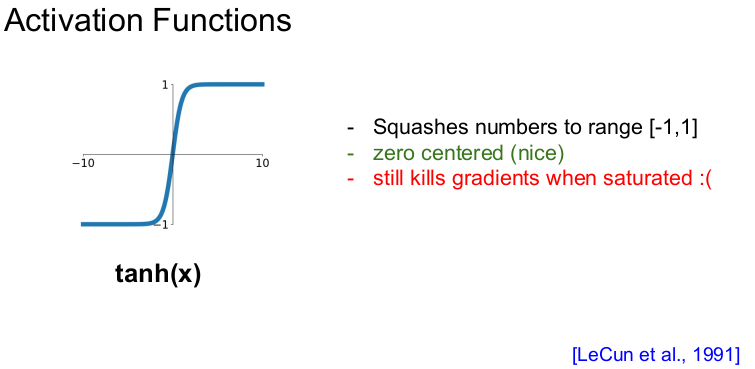 Activation Functions
1
-10
10
-1
tanh(x)
- Squashes numbers to range [-1,1]
- zero centered (nice)
- still kills gradients when saturated :(
[LeCun et al., 1991]